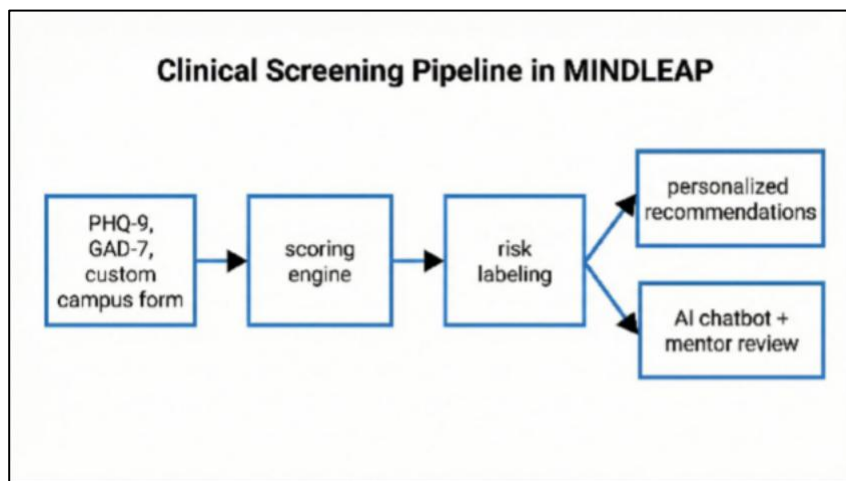 Clinical Screening Pipeline in MINDLEAP
PHQ-9,
GAD-7,
custom
campus form
scoring
engine
risk
labeling
personalized
recommendations
AI chatbot +
mentor review